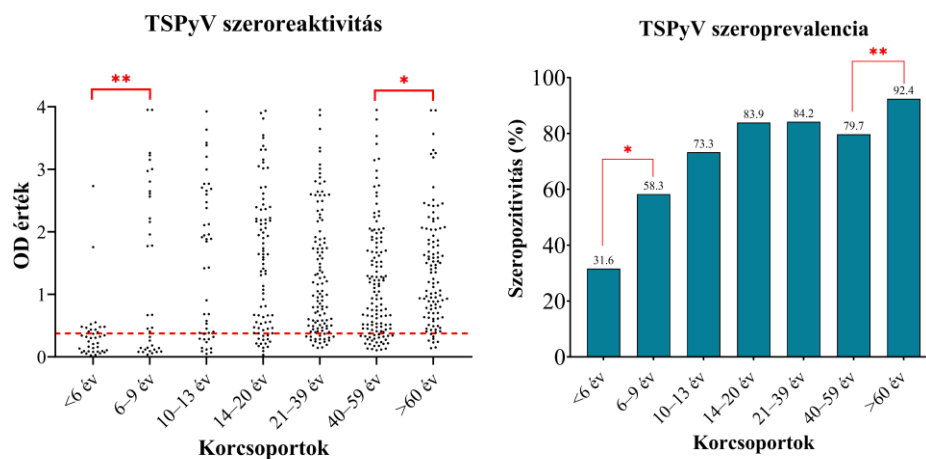 TSPyV szeroreaktivitás
**
*
4
3
2
1
0
OD érték
<6 év
6–9 év
10–13 év
14–20 év
21–39 év
40–59 év
>60 év
Korcsoportok
TSPyV szeroprevalencia
**
*
100
80
60
40
20
0
Szeropozitivitás (%)
31.6
58.3
73.3
83.9
84.2
79.7
92.4
<6 év
6–9 év
10–13 év
14–20 év
21–39 év
40–59 év
>60 év
Korcsoportok